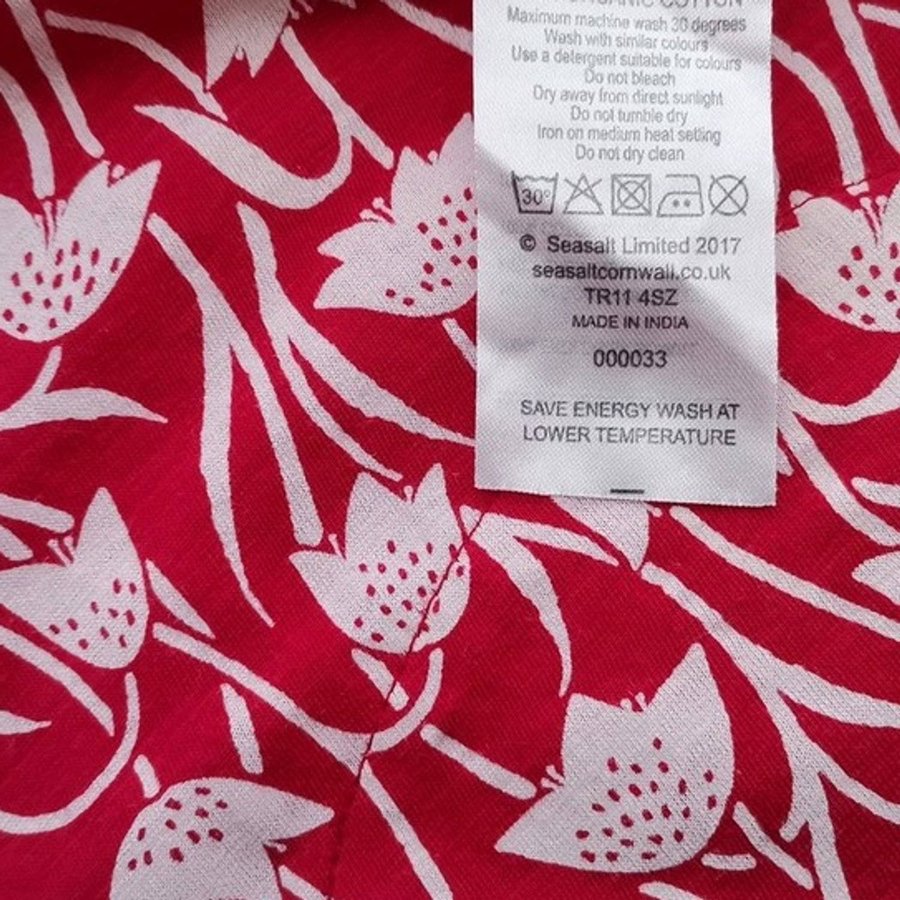 ORGANIC COTTON
Maximum machine wash 30 degrees
Wash with similar colours
Use a detergent suitable for colours
Do not bleach
Dry away from direct sunlight
Do not tumble dry
Iron on medium heat setting
Do not dry clean
30°
© Seasalt Limited 2017
seasaltcornwall.co.uk
TR11 4SZ
MADE IN INDIA
000033
SAVE ENERGY WASH AT
LOWER TEMPERATURE